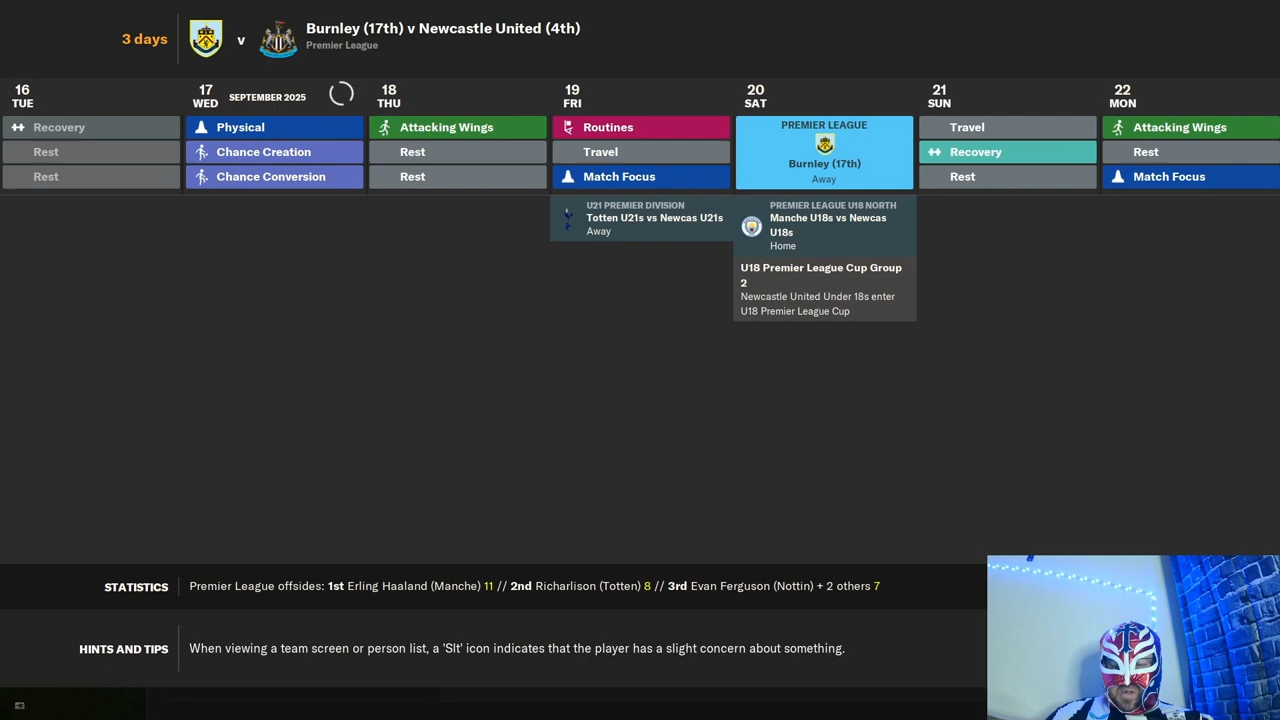 3 days
v
Burnley (17th) v Newcastle United (4th)
Premier League
16
TUE
17
WED
SEPTEMBER 2025
18
THU
19
FRI
20
SAT
21
SUN
22
MON
Recovery
Rest
Rest
Physical
Chance Creation
Chance Conversion
Attacking Wings
Rest
Rest
Routines
Travel
Match Focus
PREMIER LEAGUE
Burnley (17th)
Away
Travel
Recovery
Rest
Attacking Wings
Rest
Match Focus
U21 PREMIER DIVISION
Totten U21s vs Newcas U21s
Away
PREMIER LEAGUE U18 NORTH
Manche U18s vs Newcas
U18s
Home
U18 Premier League Cup Group
2
Newcastle United Under 18s enter
U18 Premier League Cup
STATISTICS
Premier League offsides: 1st Erling Haaland (Manche) 11 // 2nd Richarlison (Totten) 8 // 3rd Evan Ferguson (Nottin) + 2 others 7
HINTS AND TIPS
When viewing a team screen or person list, a 'Slt' icon indicates that the player has a slight concern about something.